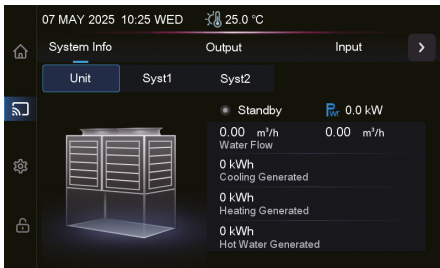 07 MAY 2025 10:25 WED 25.0 ℃
System Info Output Input
Unit Syst1 Syst2
Standby Pwr 0.0 kW
0.00 m³/h 0.00 m³/h
Water Flow
0 kWh
Cooling Generated
0 kWh
Heating Generated
0 kWh
Hot Water Generated